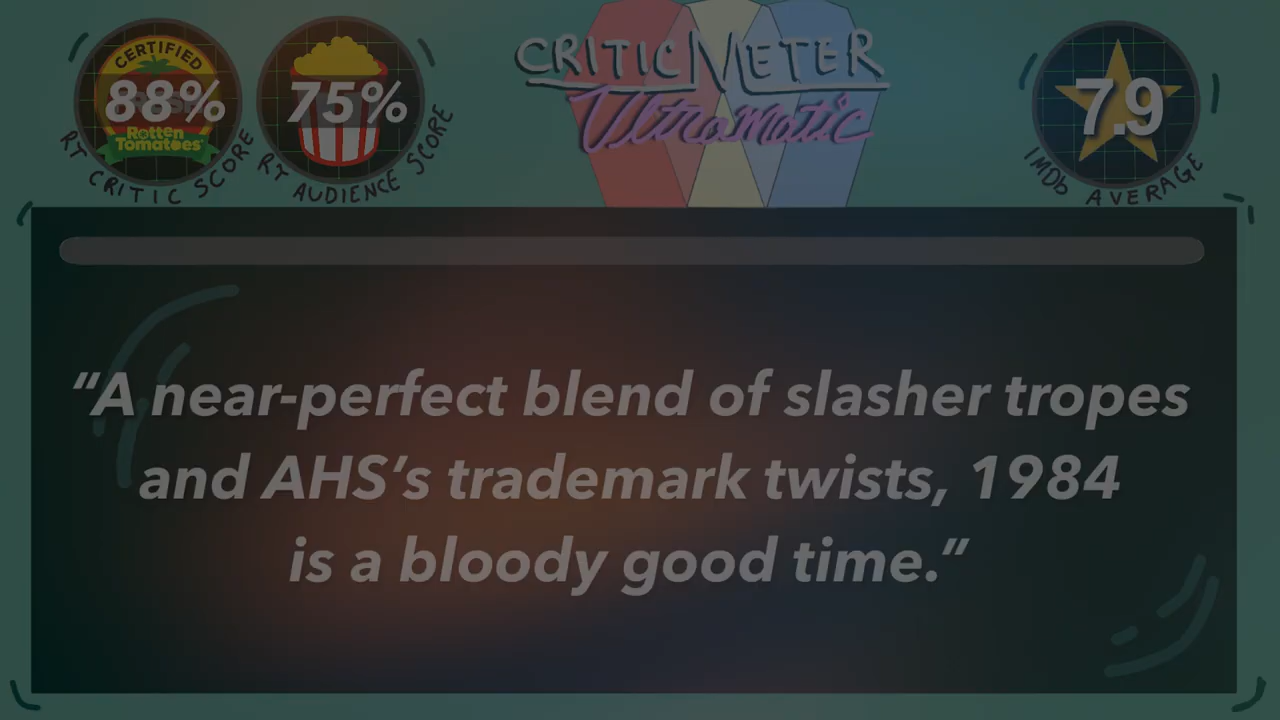 CERTIFIED
88%
Rotten
Tomatoes
RT CRITIC SCORE
75%
RT AUDIENCE SCORE
CRITIC METER
UltraMatic
7.9
IMDb AVERAGE
“A near-perfect blend of slasher tropes
and AHS’s trademark twists, 1984
is a bloody good time.”